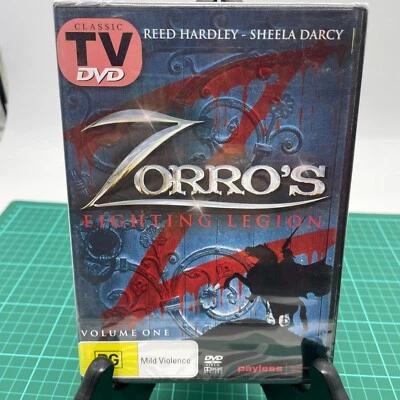 CLASSIC
TV
DVD
REED HARDLEY - SHEELA DARCY
ZORRO'S
FIGHTING LEGION
VOLUME ONE
PG
Mild Violence
DVD
payless